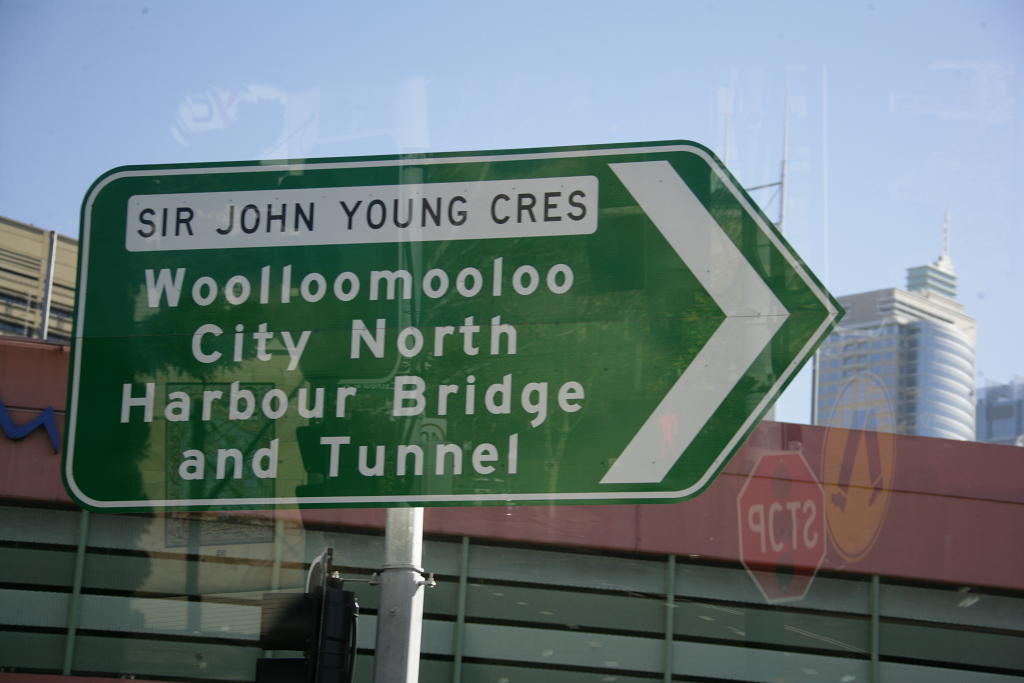 SIR JOHN YOUNG CRES
Woolloomooloo
City North
Harbour Bridge
and Tunnel
STOP